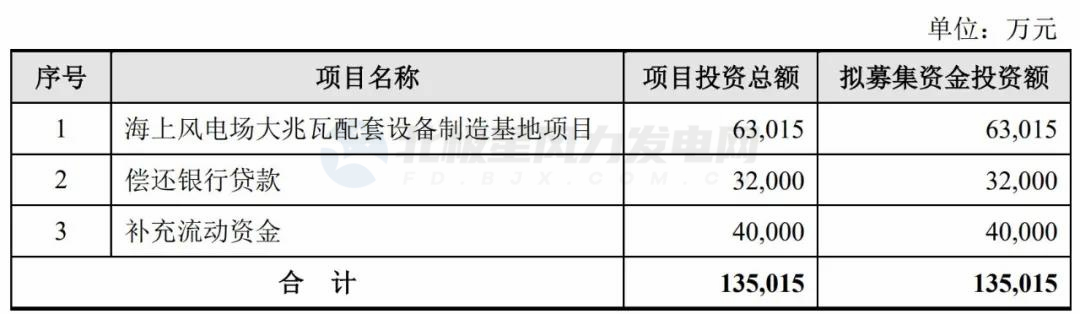 单位：万元
序号 项目名称 项目投资总额 拟募集资金投资额
1 海上风电场大兆瓦配套设备制造基地项目 63,015 63,015
2 偿还银行贷款 32,000 32,000
3 补充流动资金 40,000 40,000
合 计 135,015 135,015
北极星风力发电网
FD.BJX.COM.CN